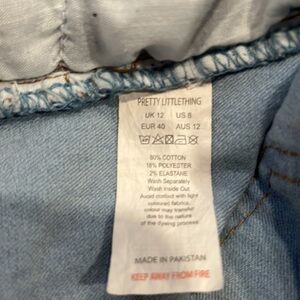 PRETTY LITTLETHING
UK 12 US 8
EUR 40 AUS 12
80% COTTON
18% POLYESTER
2% ELASTANE
Wash Separately
Wash Inside Out
Avoid contact with light
coloured fabrics,
colour may transfer
due to the nature
of the dyeing process
MADE IN PAKISTAN
KEEP AWAY FROM FIRE